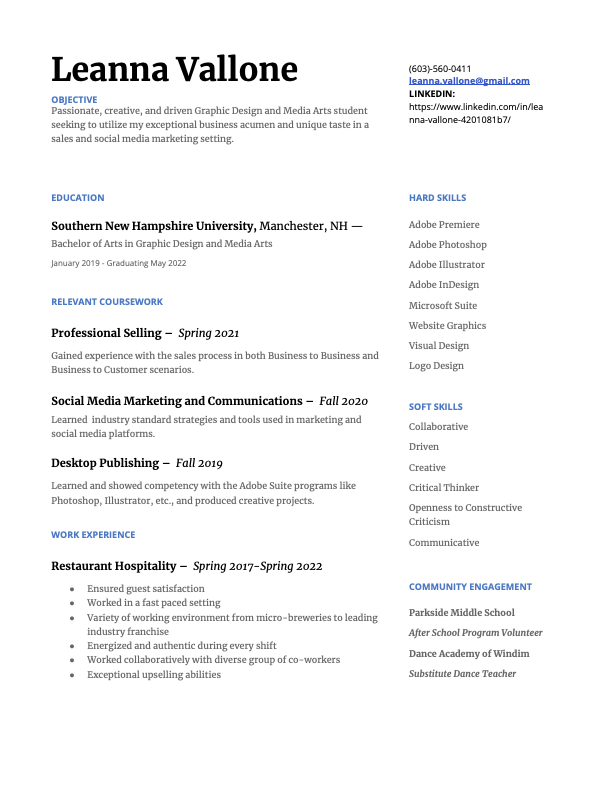 Leanna Vallone
OBJECTIVE
Passionate, creative, and driven Graphic Design and Media Arts student
seeking to utilize my exceptional business acumen and unique taste in a
sales and social media marketing setting.
(603)-560-0411
leanna.vallone@gmail.com
LINKEDIN:
https://www.linkedin.com/in/lea
nna-vallone-4201081b7/
EDUCATION
Southern New Hampshire University, Manchester, NH —
Bachelor of Arts in Graphic Design and Media Arts
January 2019 - Graduating May 2022
RELEVANT COURSEWORK
Professional Selling – Spring 2021
Gained experience with the sales process in both Business to Business and
Business to Customer scenarios.
Social Media Marketing and Communications – Fall 2020
Learned  industry standard strategies and tools used in marketing and
social media platforms.
Desktop Publishing – Fall 2019
Learned and showed competency with the Adobe Suite programs like
Photoshop, Illustrator, etc., and produced creative projects.
WORK EXPERIENCE
Restaurant Hospitality – Spring 2017-Spring 2022
● Ensured guest satisfaction
● Worked in a fast paced setting
● Variety of working environment from micro-breweries to leading
industry franchise
● Energized and authentic during every shift
● Worked collaboratively with diverse group of co-workers
● Exceptional upselling abilities
HARD SKILLS
Adobe Premiere
Adobe Photoshop
Adobe Illustrator
Adobe InDesign
Microsoft Suite
Website Graphics
Visual Design
Logo Design
SOFT SKILLS
Collaborative
Driven
Creative
Critical Thinker
Openness to Constructive
Criticism
Communicative
COMMUNITY ENGAGEMENT
Parkside Middle School
After School Program Volunteer
Dance Academy of Windim
Substitute Dance Teacher